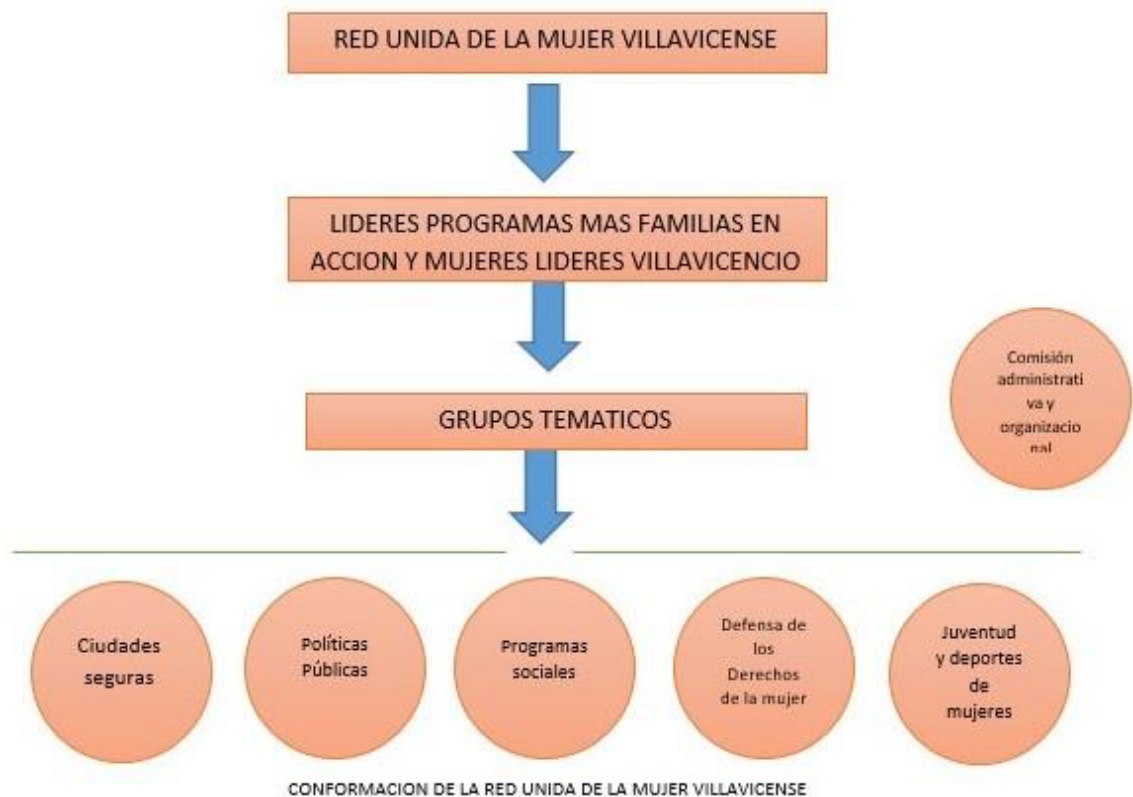 RED UNIDA DE LA MUJER VILLAVICENSE
LIDERES PROGRAMAS MAS FAMILIAS EN
ACCION Y MUJERES LIDERES VILLAVICENCIO
GRUPOS TEMATICOS
Comisión
administrati
va y
organizacio
nal
Ciudades
seguras
Políticas
Públicas
Programas
sociales
Defensa de
los
Derechos
de la mujer
Juventud
y deportes
de
mujeres
CONFORMACION DE LA RED UNIDA DE LA MUJER VILLAVICENSE